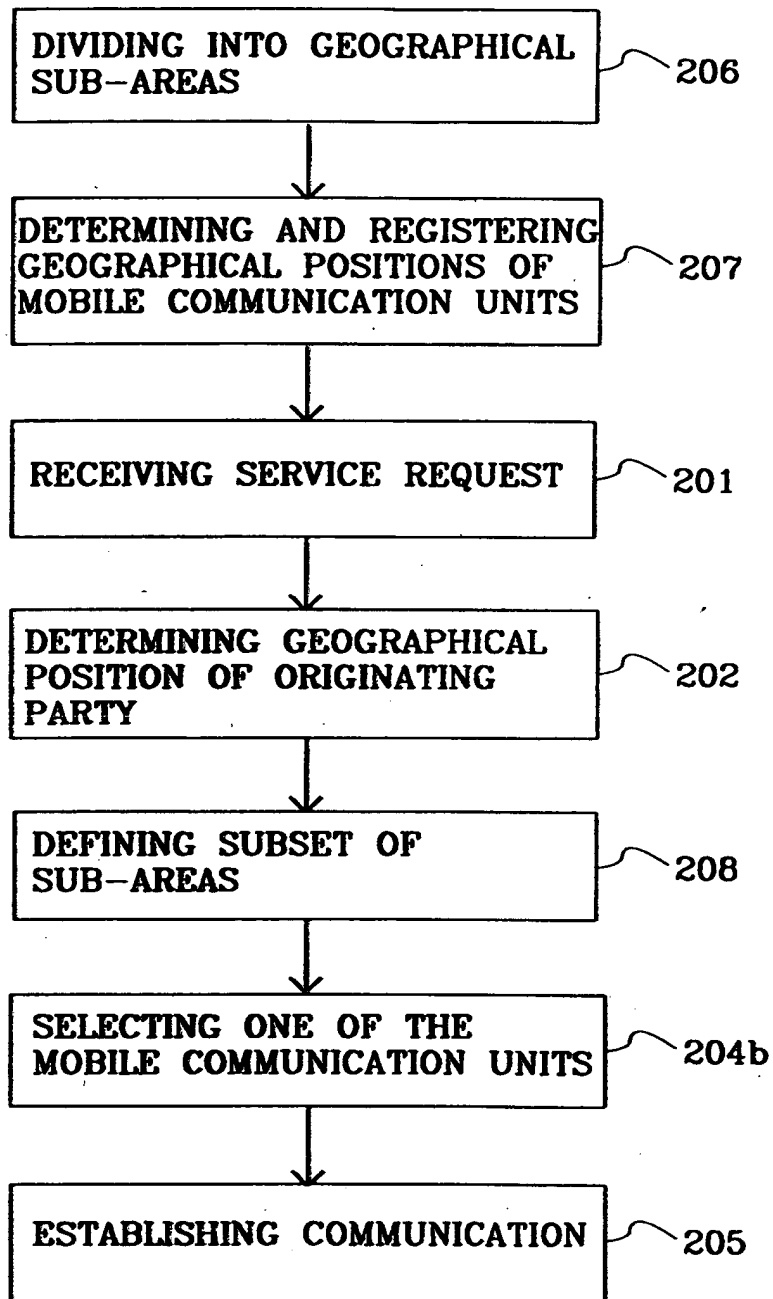 DIVIDING INTO GEOGRAPHICAL
SUB-AREAS
206
DETERMINING AND REGISTERING
GEOGRAPHICAL POSITIONS OF
MOBILE COMMUNICATION UNITS
207
RECEIVING SERVICE REQUEST
201
DETERMINING GEOGRAPHICAL
POSITION OF ORIGINATING
PARTY
202
DEFINING SUBSET OF
SUB-AREAS
208
SELECTING ONE OF THE
MOBILE COMMUNICATION UNITS
204b
ESTABLISHING COMMUNICATION
205